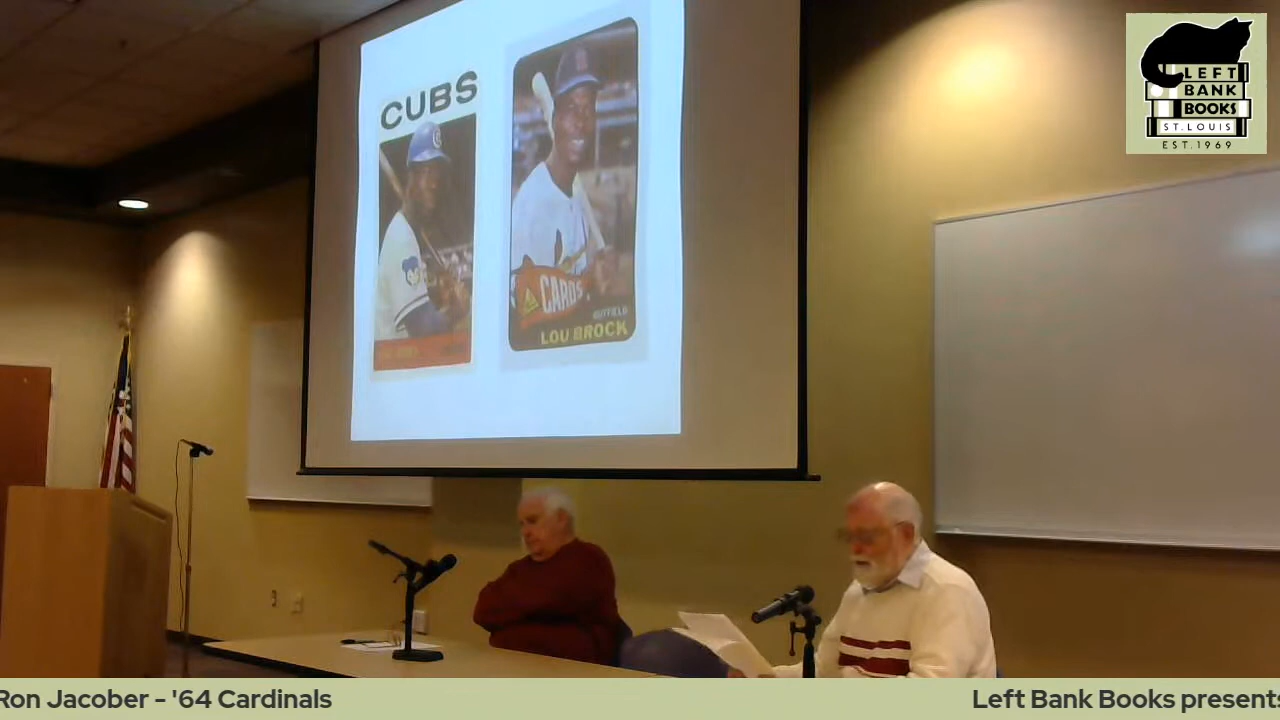 CUBS
CARDS.
OUTFIELD
LOU BROCK
LEFT
BANK
BOOKS
ST. LOUIS
EST. 1969
Ron Jacober - '64 Cardinals
Left Bank Books presents